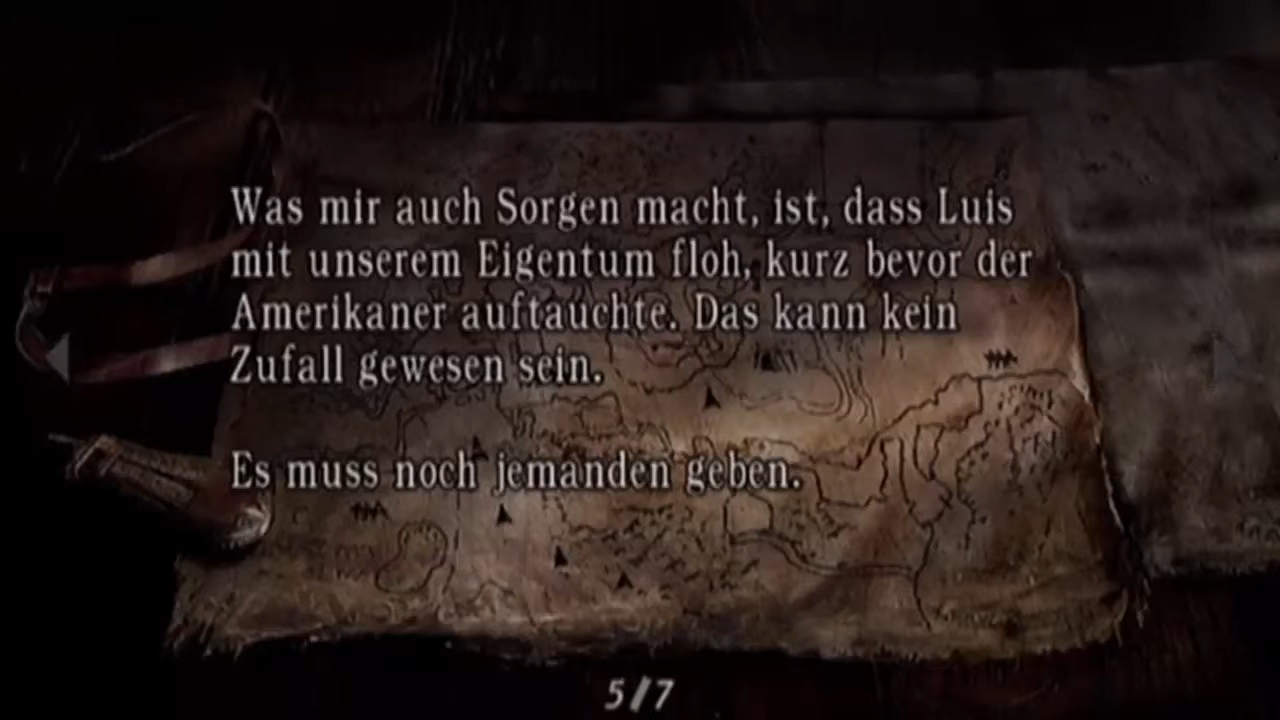 Was mir auch Sorgen macht, ist, dass Luis
mit unserem Eigentum floh, kurz bevor der
Amerikaner auftauchte. Das kann kein
Zufall gewesen sein.
Es muss noch jemanden geben.
5/7